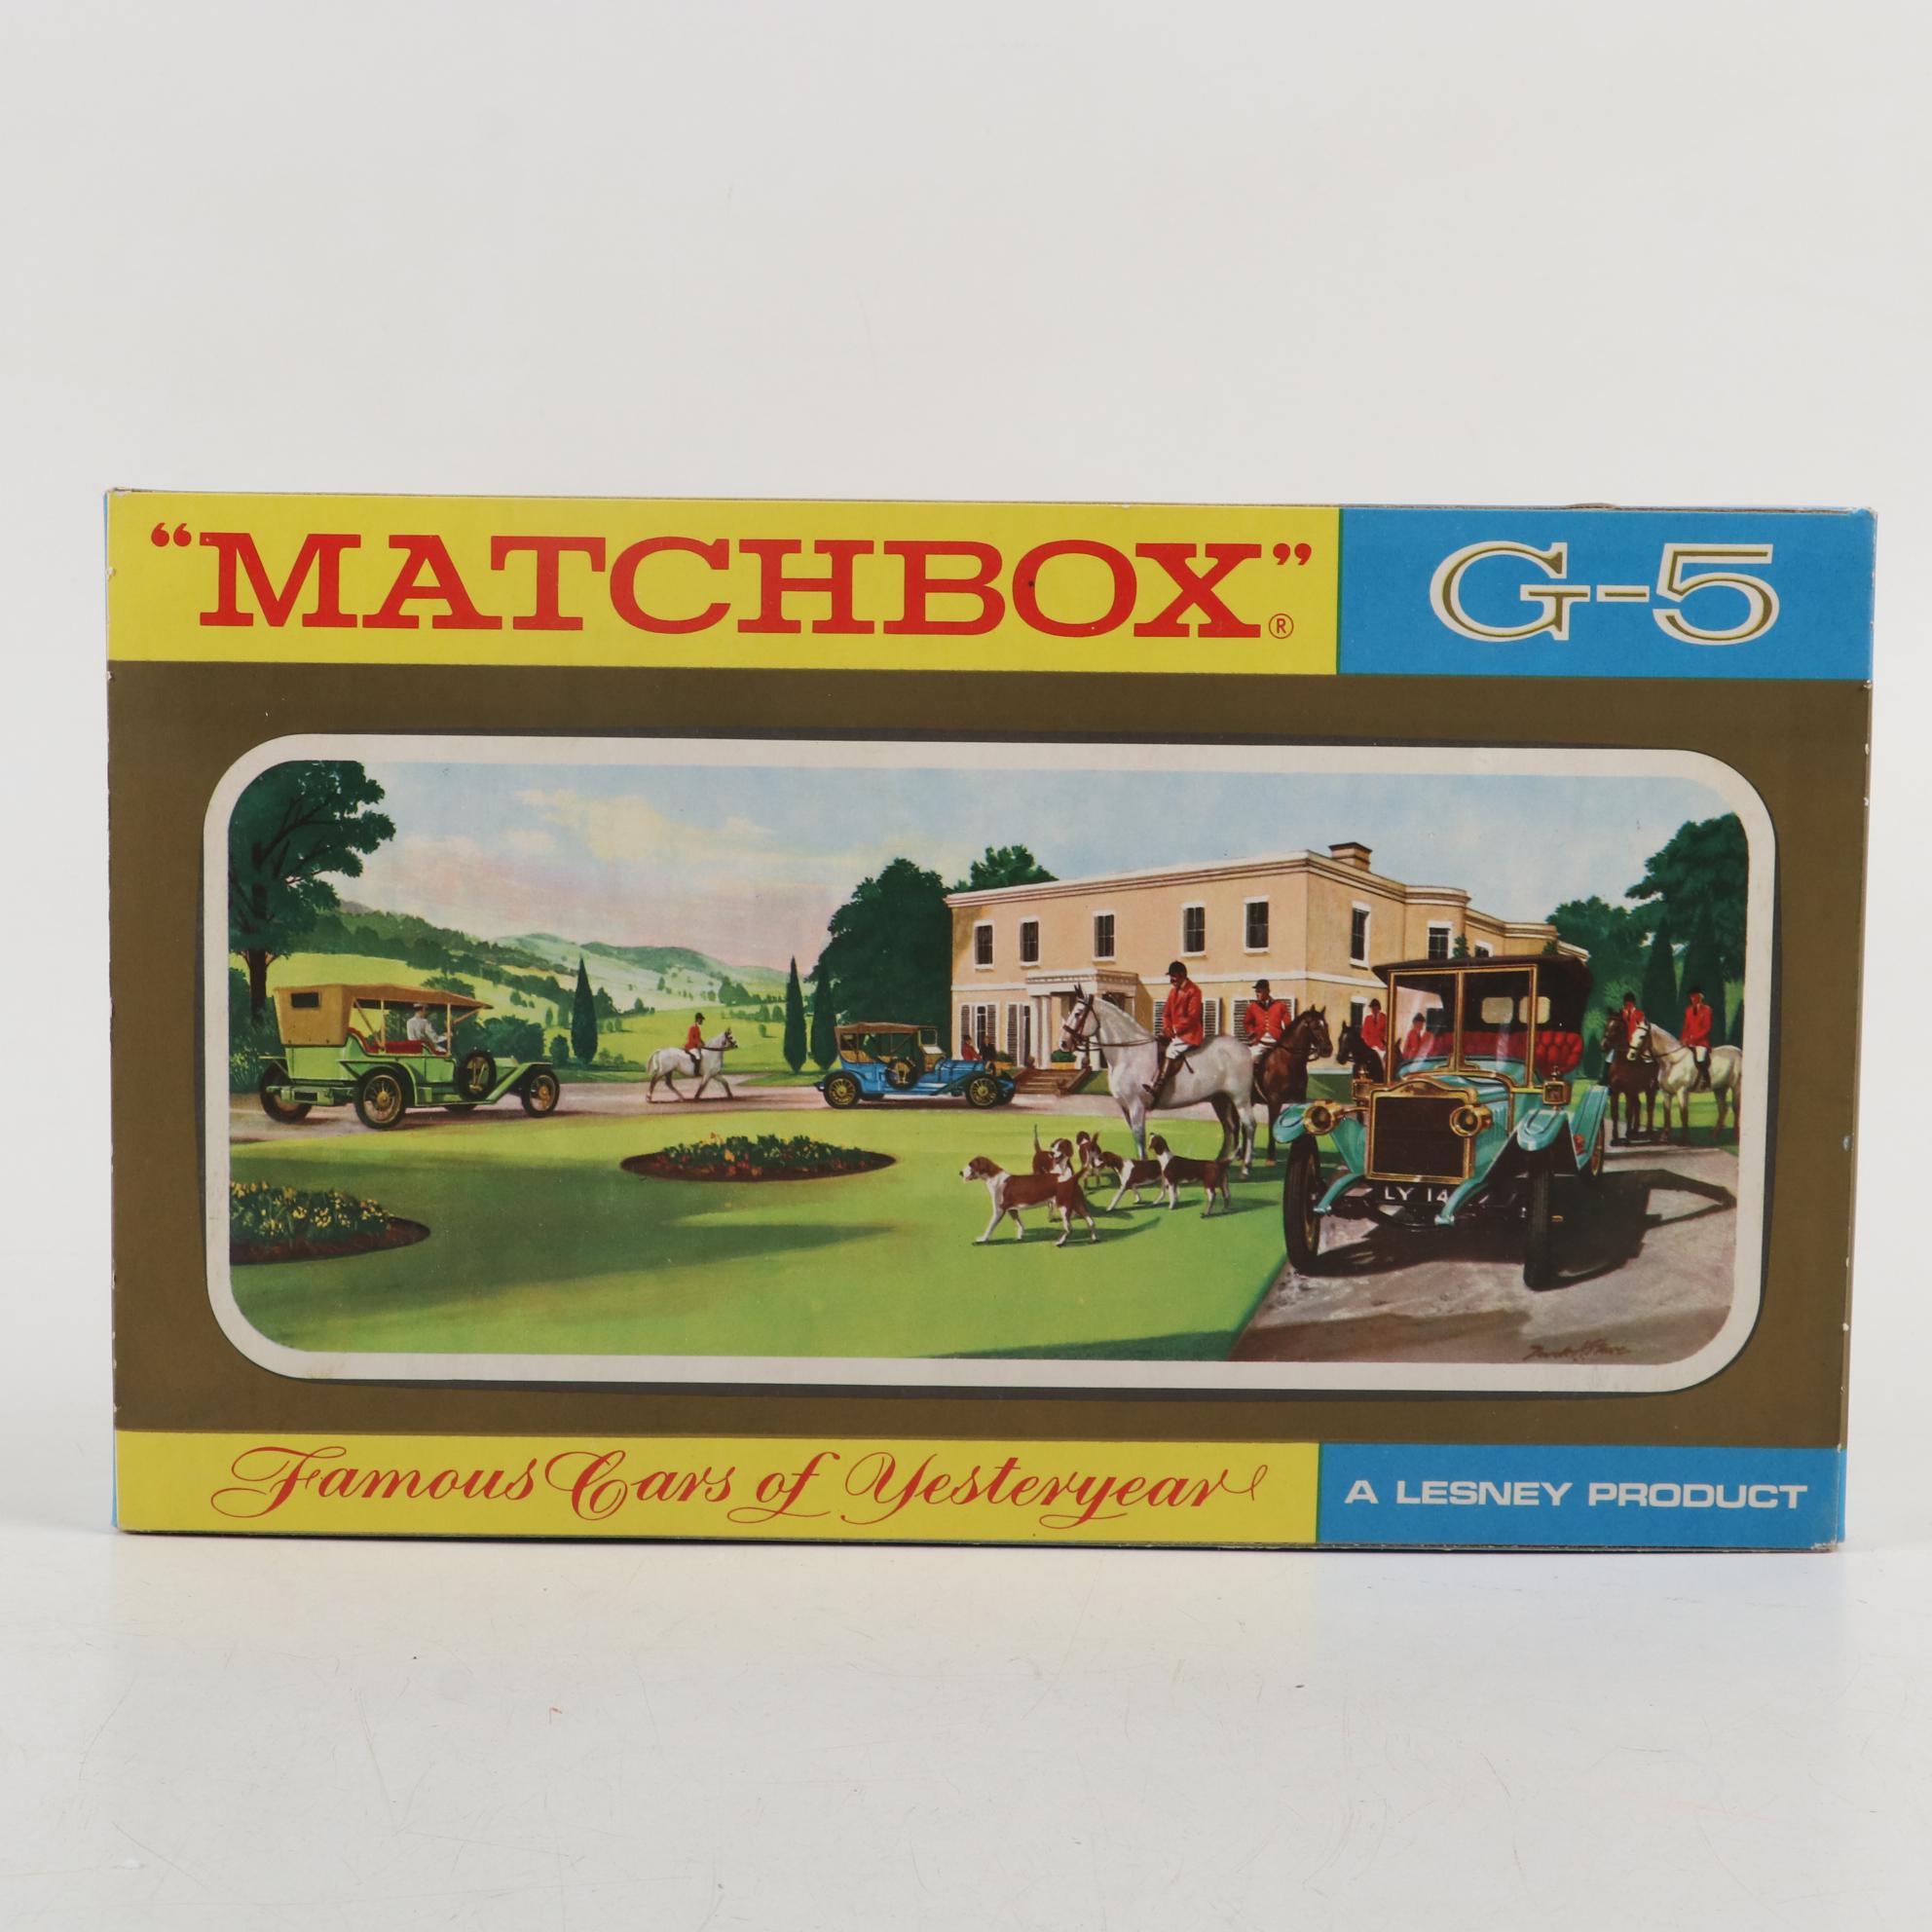 “MATCHBOX”®
G-5
LY 14
Famous Cars of Yesteryear
A LESNEY PRODUCT